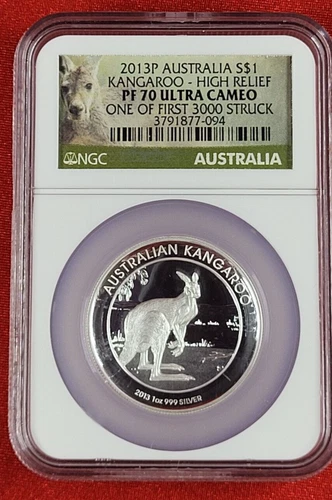 2013P AUSTRALIA S$1
KANGAROO - HIGH RELIEF
PF 70 ULTRA CAMEO
ONE OF FIRST 3000 STRUCK
3791877-094
NGC
AUSTRALIA
AUSTRALIAN KANGAROO
2013 1oz 999 SILVER